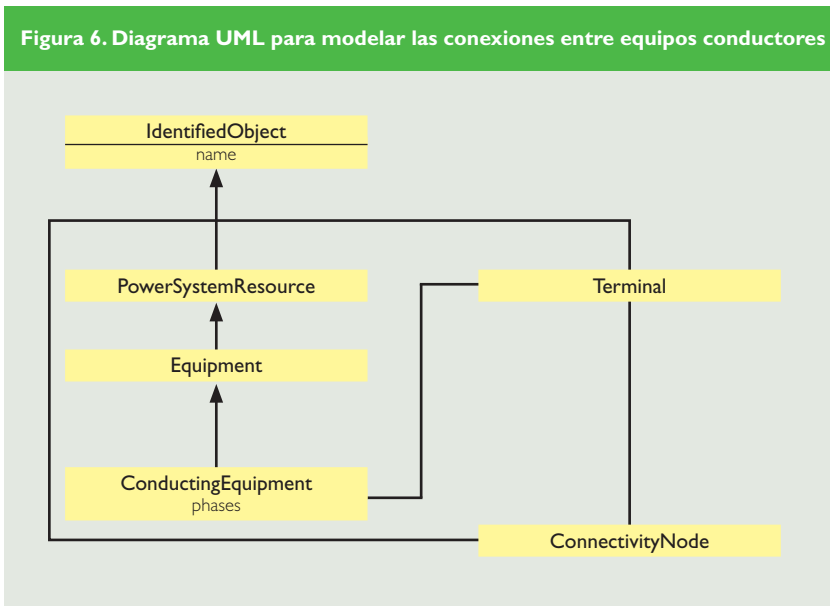 Figura 6. Diagrama UML para modelar las conexiones entre equipos conductores
IdentifiedObject
name
PowerSystemResource
Terminal
Equipment
ConductingEquipment
phases
ConnectivityNode